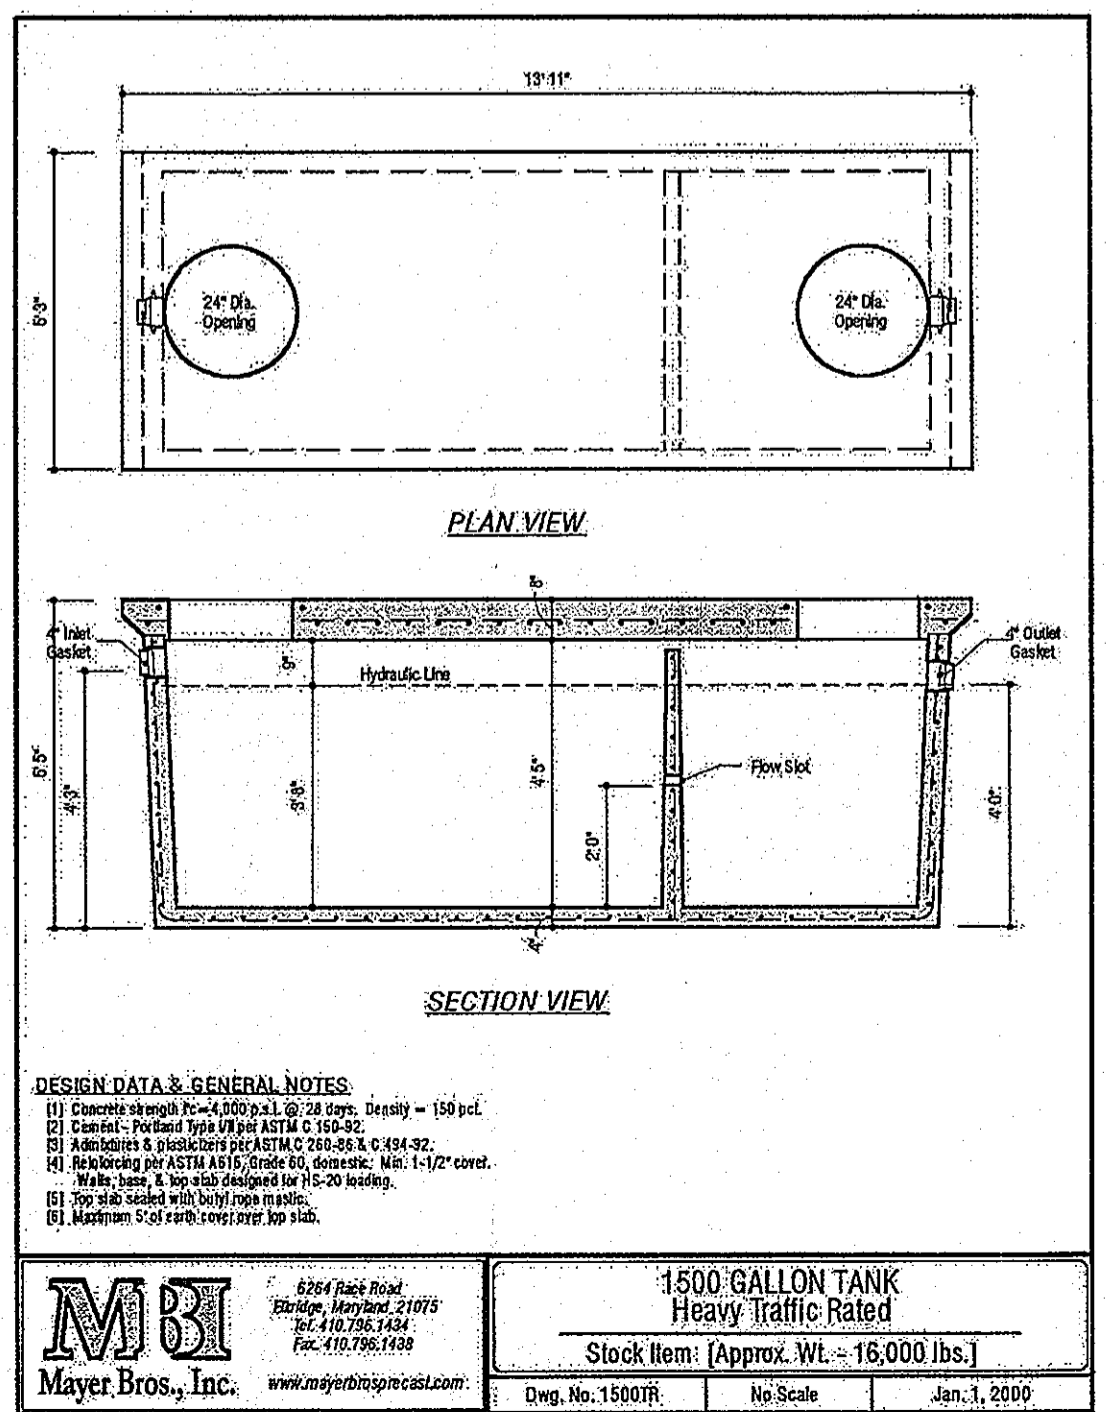 13'11"
5'3"
24" Dia.
Opening
24" Dia.
Opening
PLAN VIEW
8"
4" Inlet
Gasket
4" Outlet
Gasket
9"
Hydraulic Line
Flow Slot
4'3"
3'8"
4'5"
2'0"
4'0"
4"
SECTION VIEW
DESIGN DATA & GENERAL NOTES
[1] Concrete strength f'c=4,000 p.s.i. @ 28 days. Density = 150 pcf.
[2] Cement - Portland Type I/II per ASTM C 150-92.
[3] Admixtures & plasticizers per ASTM C 260-86 & C 494-92.
[4] Reinforcing per ASTM A615, Grade 60, domestic. Min. 1-1/2" cover.
Walls, base, & top slab designed for HS-20 loading.
[5] Top slab sealed with butyl rope mastic.
[6] Maximum 5' of earth cover over top slab.
MBI
Mayer Bros., Inc.
6264 Race Road
Elkridge, Maryland 21075
Tel. 410.796.1434
Fax. 410.796.1438
www.mayerbrosprecast.com
1500 GALLON TANK
Heavy Traffic Rated
Stock Item: [Approx. Wt. - 16,000 lbs.]
Dwg. No. 1500TR
No Scale
Jan. 1, 2000